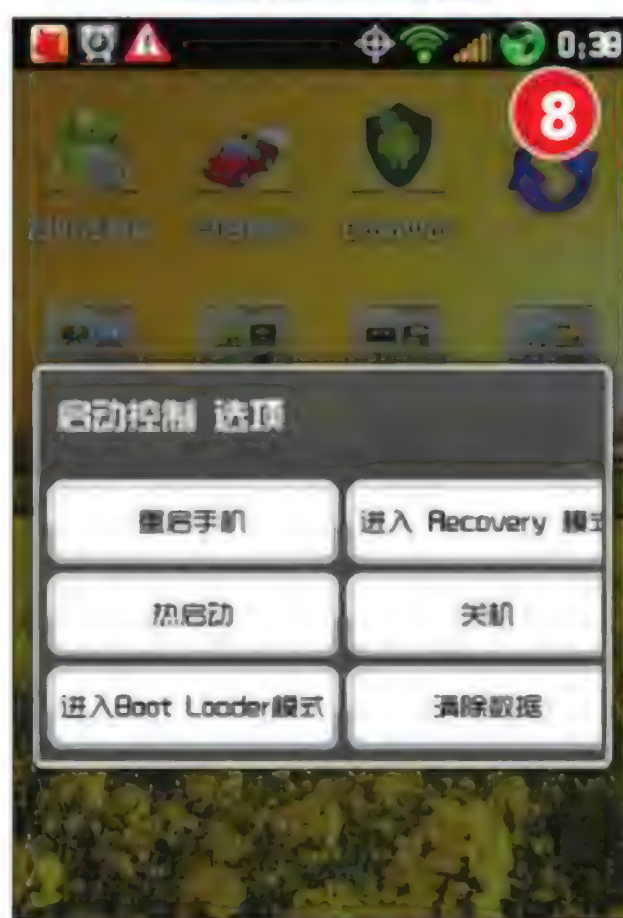 0:38
8
启动控制 选项
重启手机
进入 Recovery 模式
热启动
关机
进入Boot Loader模式
清除数据